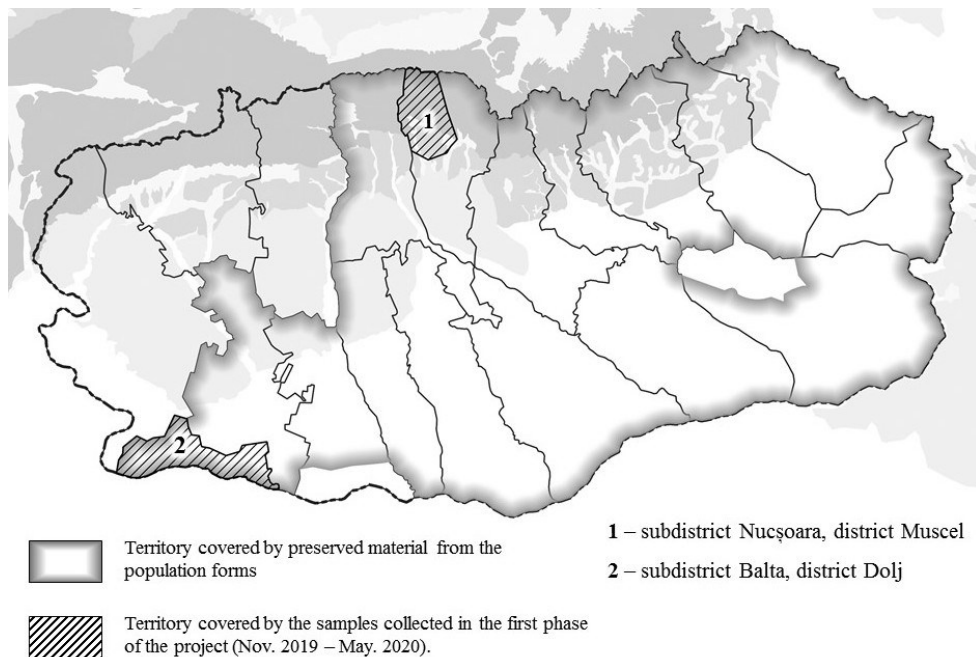 1
2
Territory covered by preserved material from the
population forms
Territory covered by the samples collected in the first phase
of the project (Nov. 2019 – May. 2020).
1 – subdistrict Nucșoara, district Muscel
2 – subdistrict Balta, district Dolj